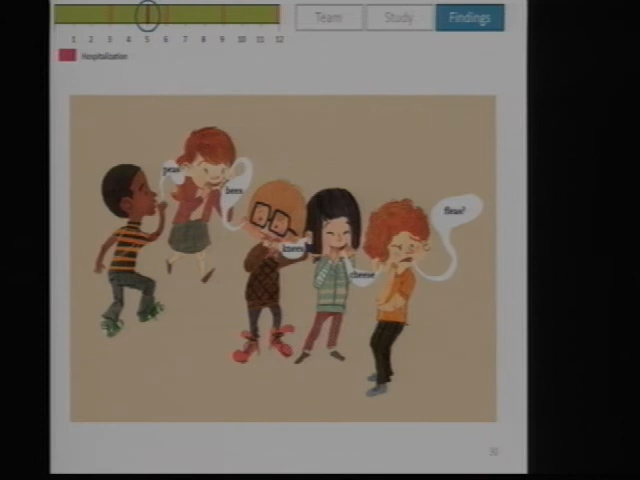 Team Study Findings
1 2 3 4 5 6 7 8 9 10 11 12
Hospitalization
peas
bees
knees
cheese
fleas?